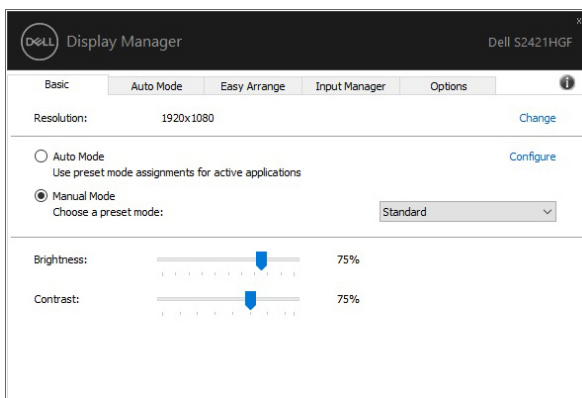 x
DELL Display Manager Dell S2421HGF
Basic Auto Mode Easy Arrange Input Manager Options i
Resolution: 1920x1080 Change
Auto Mode Configure
Use preset mode assignments for active applications
Manual Mode
Choose a preset mode: Standard
Brightness: 75%
Contrast: 75%